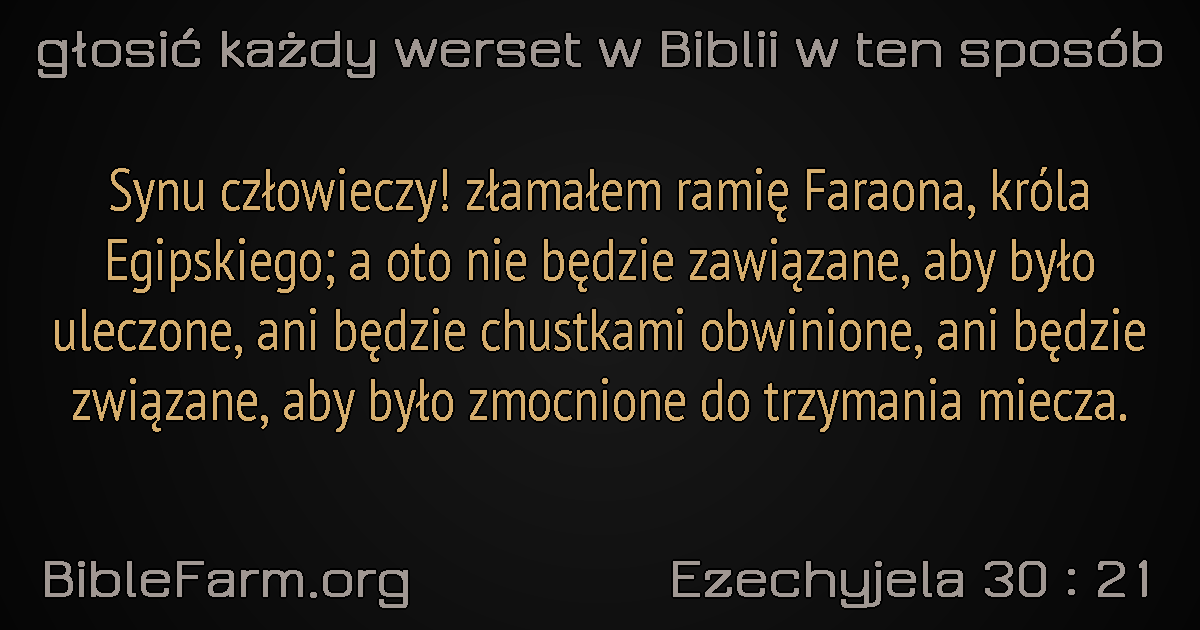 głosić każdy werset w Biblii w ten sposób
Synu człowieczy! złamałem ramię Faraona, króla
Egipskiego; a oto nie będzie zawiązane, aby było
uleczone, ani będzie chustkami obwinione, ani będzie
związane, aby było zmocnione do trzymania miecza.
BibleFarm.org
Ezechyjela 30 : 21